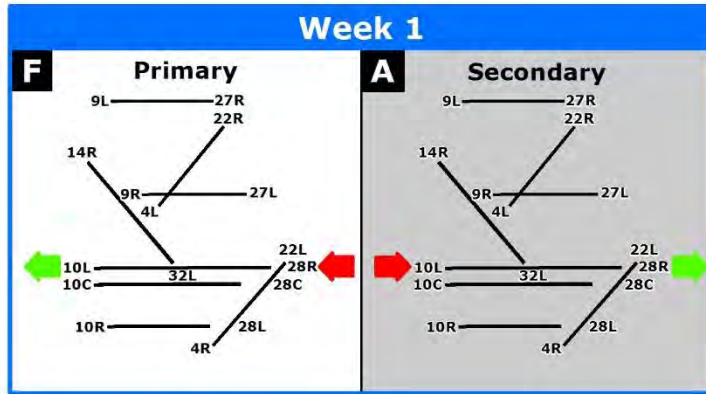 Week 1
F Primary
9L 27R
22R
14R
9R 27L
4L
22L
10L 28R
32L
10C 28C
10R 28L
4R
A Secondary
9L 27R
22R
14R
9R 27L
4L
22L
10L 28R
32L
10C 28C
10R 28L
4R